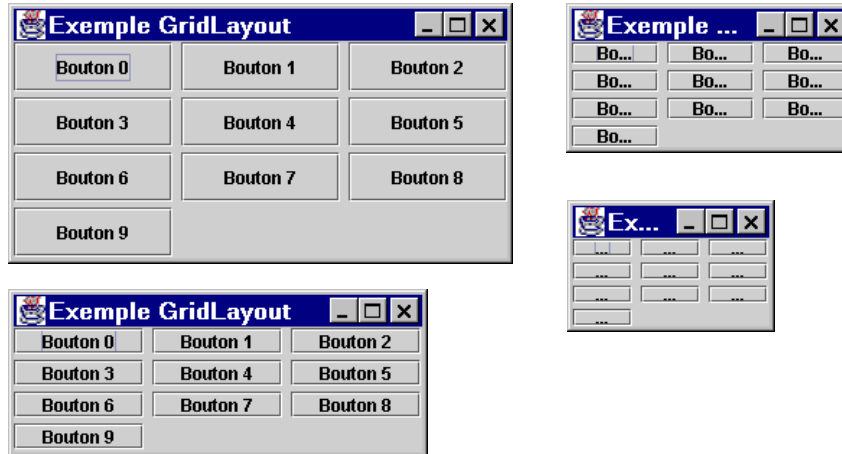 Exemple GridLayout
Bouton 0 Bouton 1 Bouton 2
Bouton 3 Bouton 4 Bouton 5
Bouton 6 Bouton 7 Bouton 8
Bouton 9
Exemple GridLayout
Bouton 0 Bouton 1 Bouton 2
Bouton 3 Bouton 4 Bouton 5
Bouton 6 Bouton 7 Bouton 8
Bouton 9
Exemple ...
Bo... Bo... Bo...
Bo... Bo... Bo...
Bo... Bo... Bo...
Bo...
Ex...
... ... ...
... ... ...
... ... ...
...